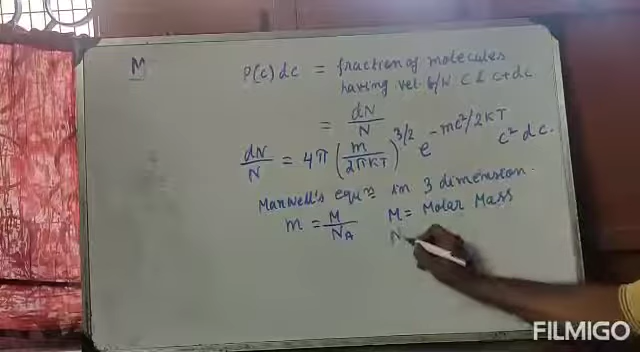 M
P(c)dc = fraction of molecules
having vel. b/w c & c+dc
= dN/N
dN/N = 4π (m/2πKT)^3/2 e^-mc²/2KT c² dc.
Maxwell's equⁿ in 3 dimension.
m = M/N_A M = Molar Mass
N
FILMIGO